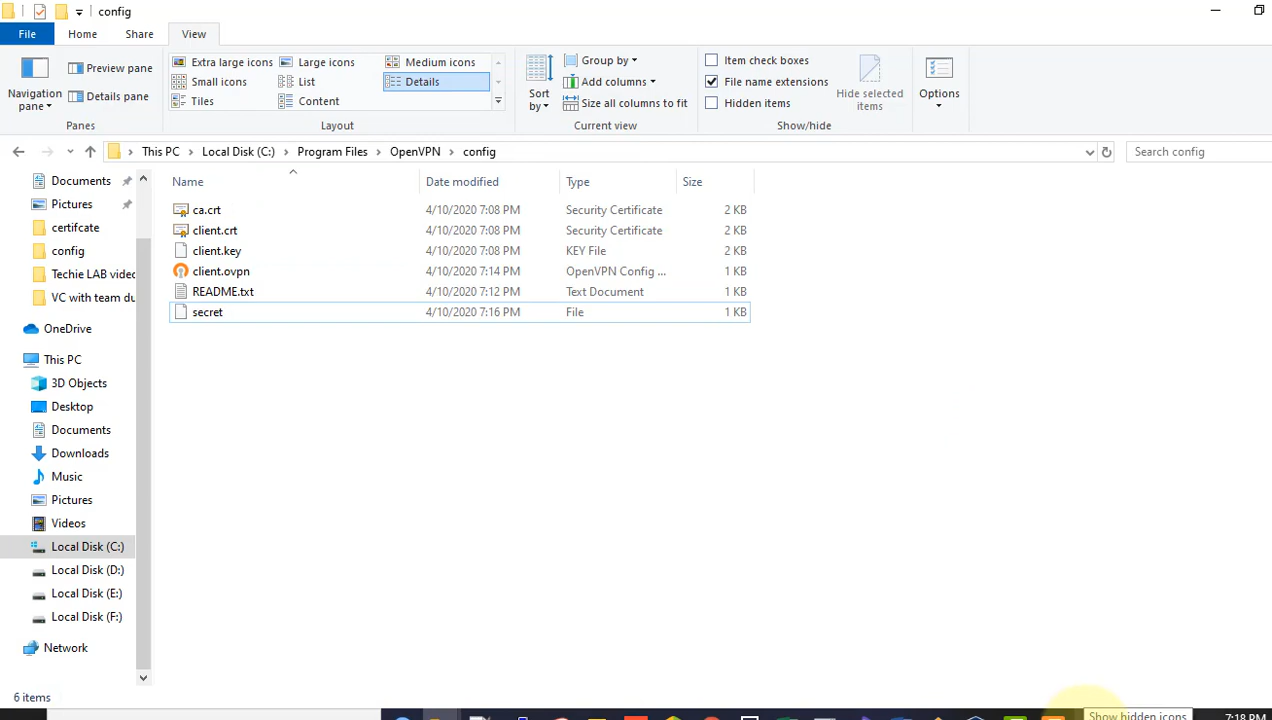 config
File Home Share View
Navigation pane
Preview pane
Details pane
Panes
Extra large icons Large icons Medium icons
Small icons List Details
Tiles Content
Layout
Sort by
Group by
Add columns
Size all columns to fit
Current view
Item check boxes
File name extensions
Hidden items
Hide selected items
Show/hide
Options
This PC Local Disk (C:) Program Files OpenVPN config
Search config
Name Date modified Type Size
ca.crt 4/10/2020 7:08 PM Security Certificate 2 KB
client.crt 4/10/2020 7:08 PM Security Certificate 2 KB
client.key 4/10/2020 7:08 PM KEY File 2 KB
client.ovpn 4/10/2020 7:14 PM OpenVPN Config ... 1 KB
README.txt 4/10/2020 7:12 PM Text Document 1 KB
secret 4/10/2020 7:16 PM File 1 KB
Documents
Pictures
certifcate
config
Techie LAB video
VC with team du
OneDrive
This PC
3D Objects
Desktop
Documents
Downloads
Music
Pictures
Videos
Local Disk (C:)
Local Disk (D:)
Local Disk (E:)
Local Disk (F:)
Network
6 items
Show hidden icons
7:18 PM